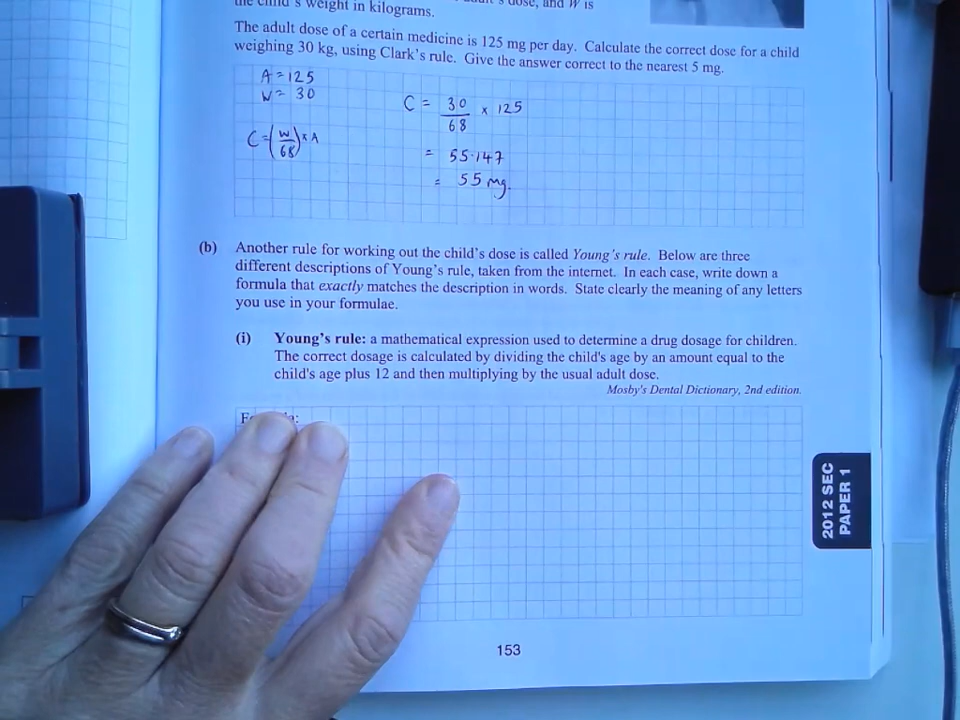 the child's weight in kilograms.
dose, and W is
The adult dose of a certain medicine is 125 mg per day. Calculate the correct dose for a child
weighing 30 kg, using Clark's rule. Give the answer correct to the nearest 5 mg.
A = 125
W = 30
C = (W/68) x A
C = 30/68 x 125
= 55.147
= 55 mg.
(b) Another rule for working out the child's dose is called Young's rule. Below are three
different descriptions of Young's rule, taken from the internet. In each case, write down a
formula that exactly matches the description in words. State clearly the meaning of any letters
you use in your formulae.
(i) Young's rule: a mathematical expression used to determine a drug dosage for children.
The correct dosage is calculated by dividing the child's age by an amount equal to the
child's age plus 12 and then multiplying by the usual adult dose.
Mosby's Dental Dictionary, 2nd edition.
2012 SEC
PAPER 1
153